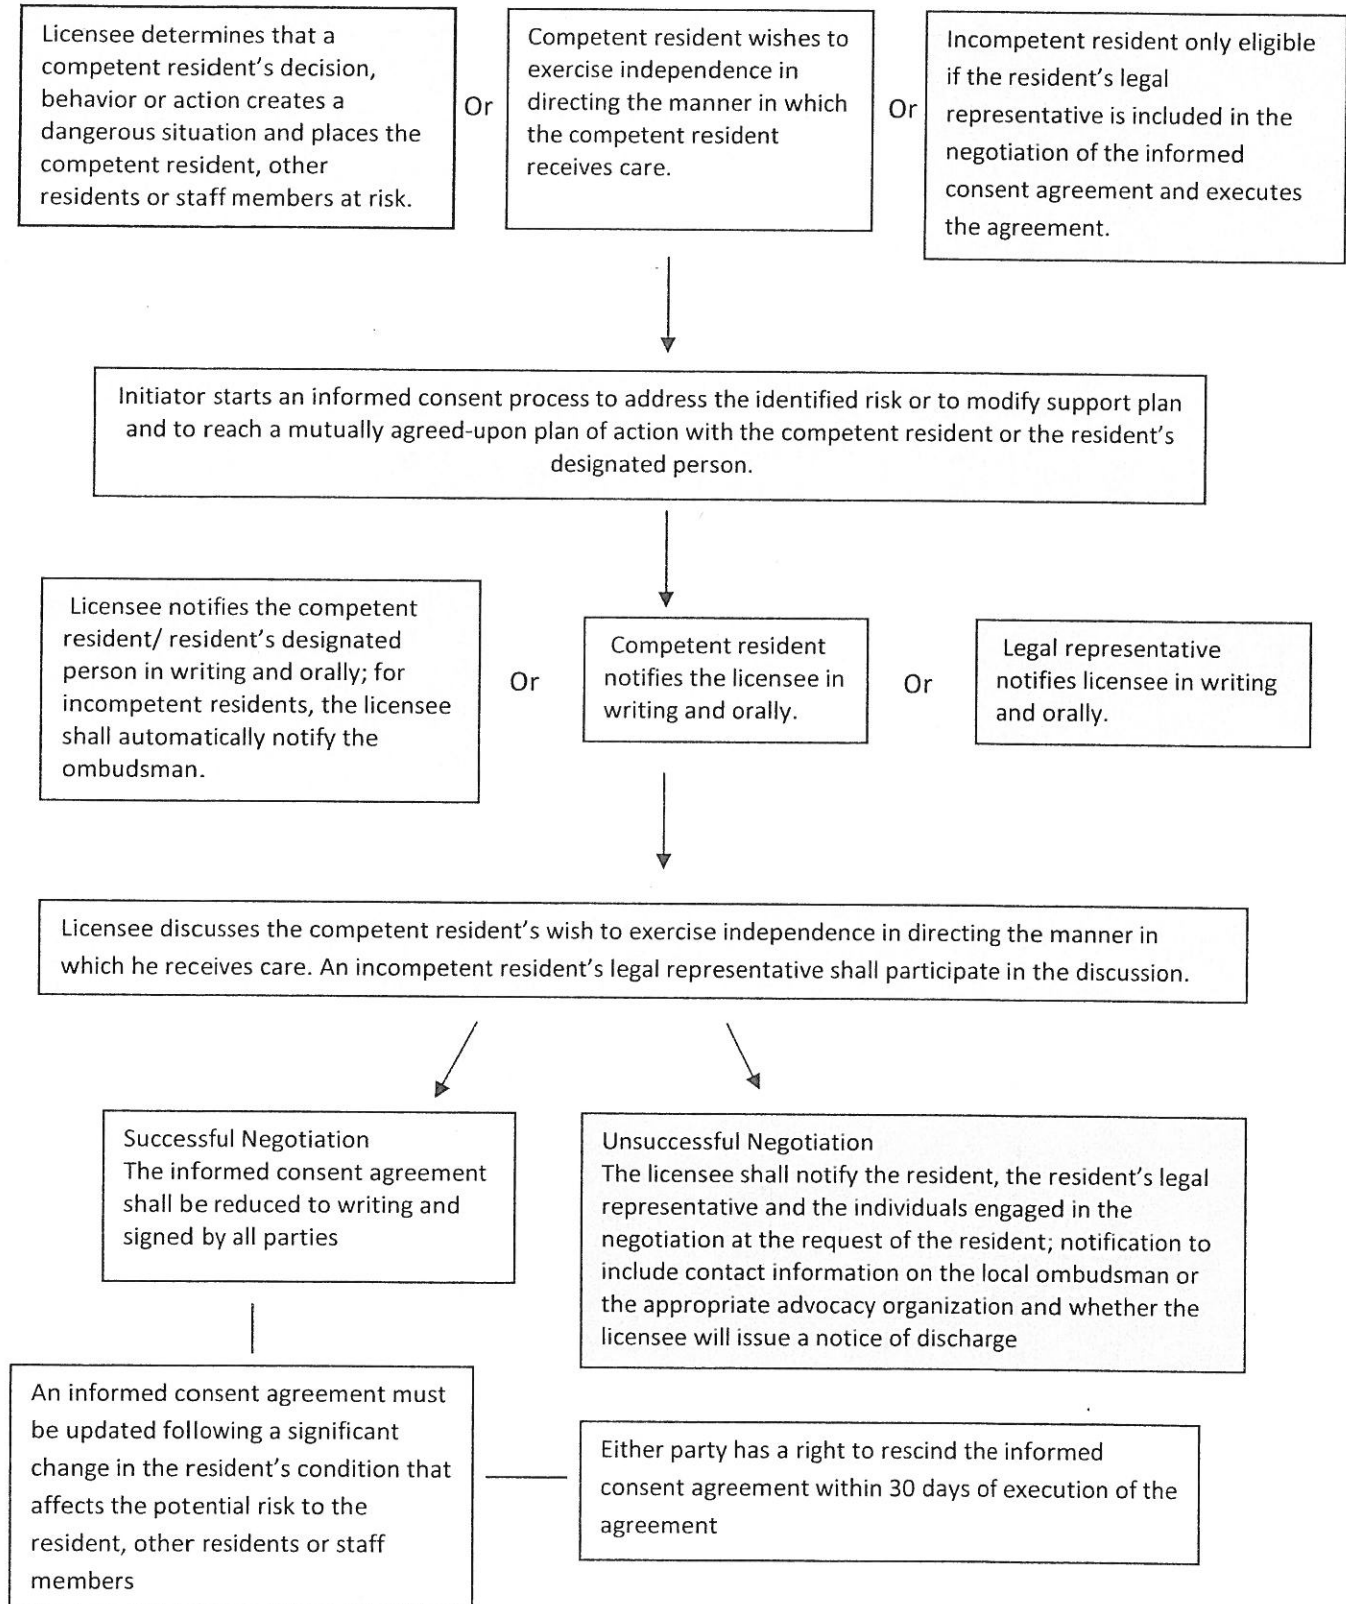 Licensee determines that a
competent resident's decision,
behavior or action creates a
dangerous situation and places the
competent resident, other
residents or staff members at risk.
Or
Competent resident wishes to
exercise independence in
directing the manner in which
the competent resident
receives care.
Or
Incompetent resident only eligible
if the resident's legal
representative is included in the
negotiation of the informed
consent agreement and executes
the agreement.
Initiator starts an informed consent process to address the identified risk or to modify support plan
and to reach a mutually agreed-upon plan of action with the competent resident or the resident's
designated person.
Licensee notifies the competent
resident/ resident's designated
person in writing and orally; for
incompetent residents, the licensee
shall automatically notify the
ombudsman.
Or
Competent resident
notifies the licensee in
writing and orally.
Or
Legal representative
notifies licensee in writing
and orally.
Licensee discusses the competent resident's wish to exercise independence in directing the manner in
which he receives care. An incompetent resident's legal representative shall participate in the discussion.
Successful Negotiation
The informed consent agreement
shall be reduced to writing and
signed by all parties
Unsuccessful Negotiation
The licensee shall notify the resident, the resident's legal
representative and the individuals engaged in the
negotiation at the request of the resident; notification to
include contact information on the local ombudsman or
the appropriate advocacy organization and whether the
licensee will issue a notice of discharge
An informed consent agreement must
be updated following a significant
change in the resident's condition that
affects the potential risk to the
resident, other residents or staff
members
Either party has a right to rescind the informed
consent agreement within 30 days of execution of the
agreement